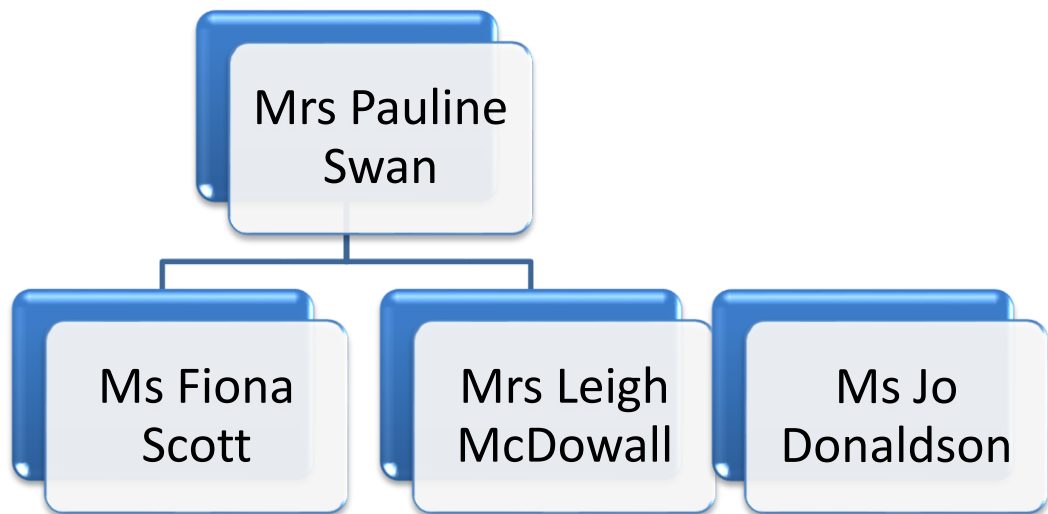 Mrs Pauline
Swan
Ms Fiona
Scott
Mrs Leigh
McDowall
Ms Jo
Donaldson